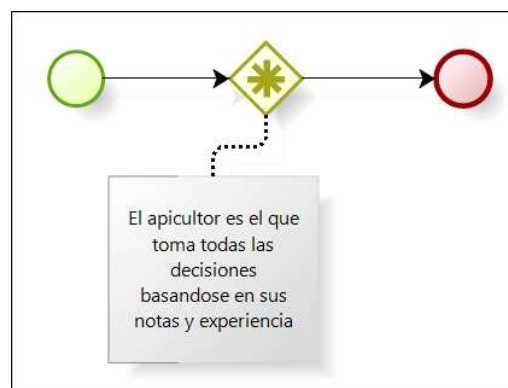 El apicultor es el que
toma todas las
decisiones
basandose en sus
notas y experiencia